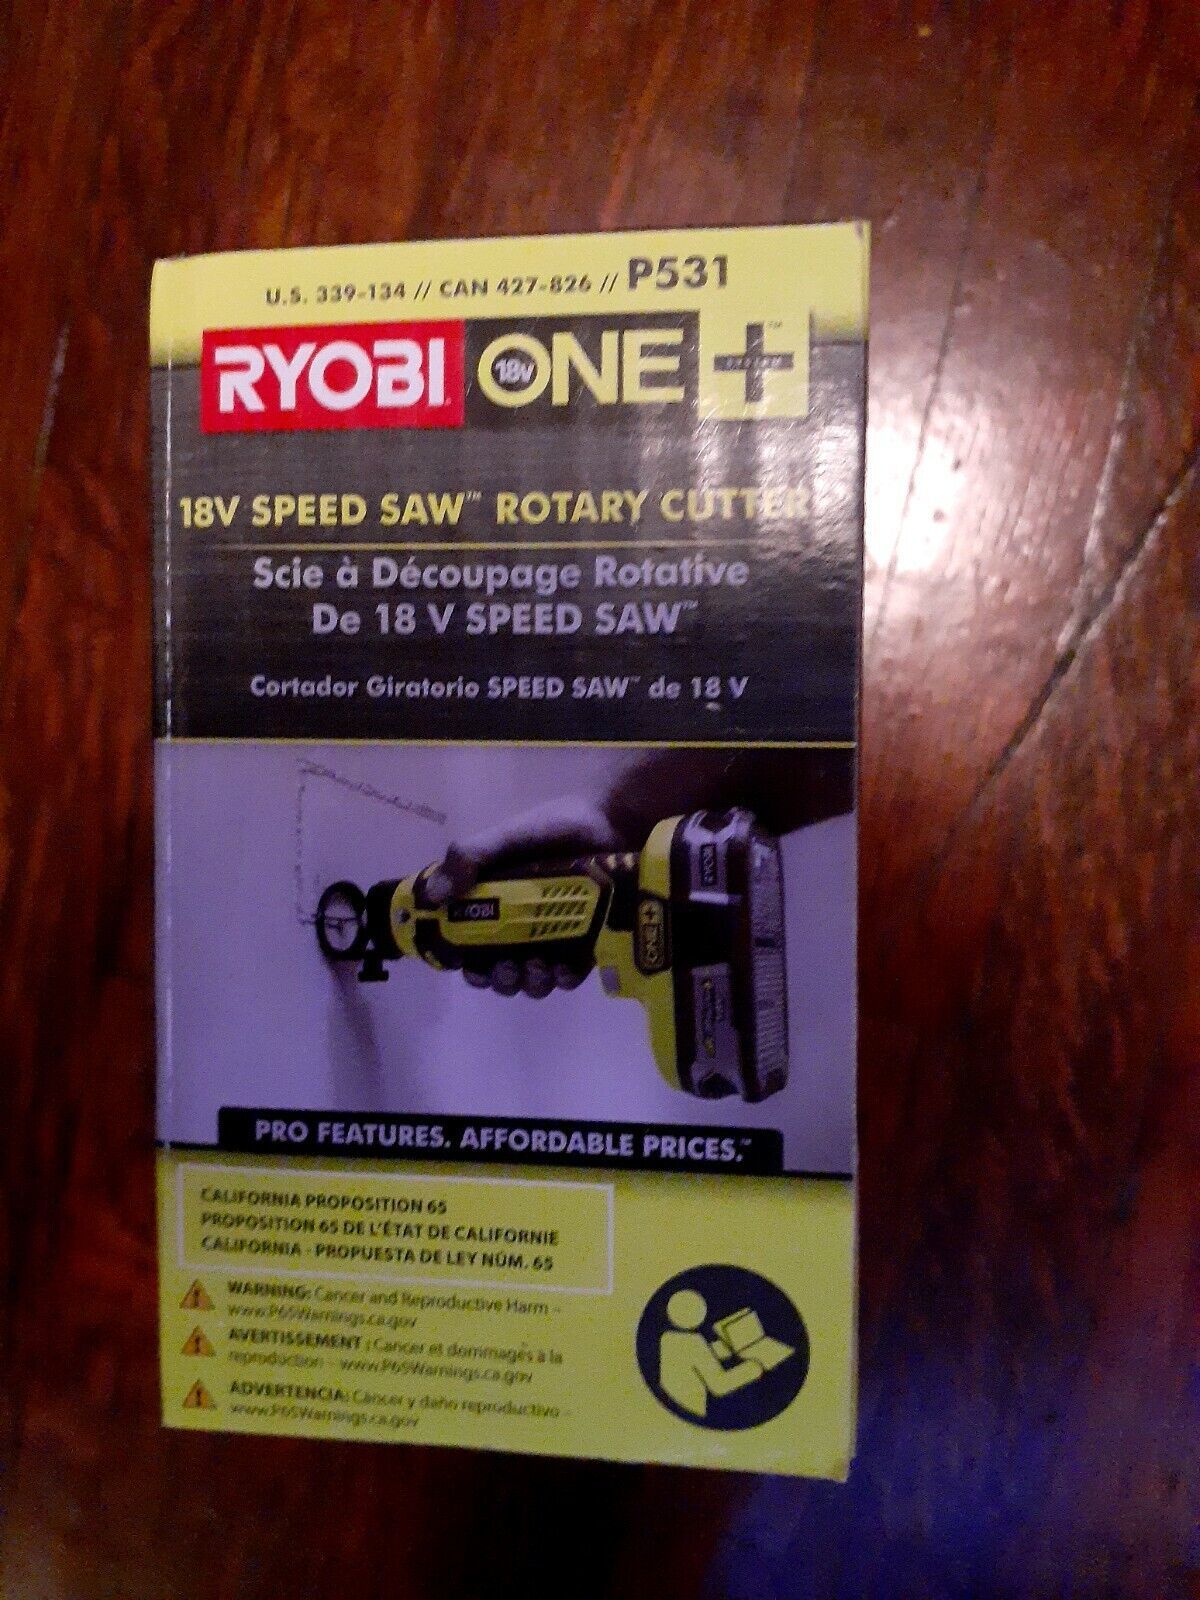 U.S. 339-134 // CAN 427-826 // P531
RYOBI 18V ONE+™
18V SPEED SAW™ ROTARY CUTTER
Scie à Découpage Rotative
De 18 V SPEED SAW™
Cortador Giratorio SPEED SAW™ de 18 V
RYOBI
RYOBI
ONE+
PRO FEATURES. AFFORDABLE PRICES.™
CALIFORNIA PROPOSITION 65
PROPOSITION 65 DE L'ÉTAT DE CALIFORNIE
CALIFORNIA - PROPUESTA DE LEY NÚM. 65
WARNING: Cancer and Reproductive Harm –
www.P65Warnings.ca.gov
AVERTISSEMENT : Cancer et dommages à la
reproduction – www.P65Warnings.ca.gov
ADVERTENCIA: Cáncer y daño reproductivo –
www.P65Warnings.ca.gov